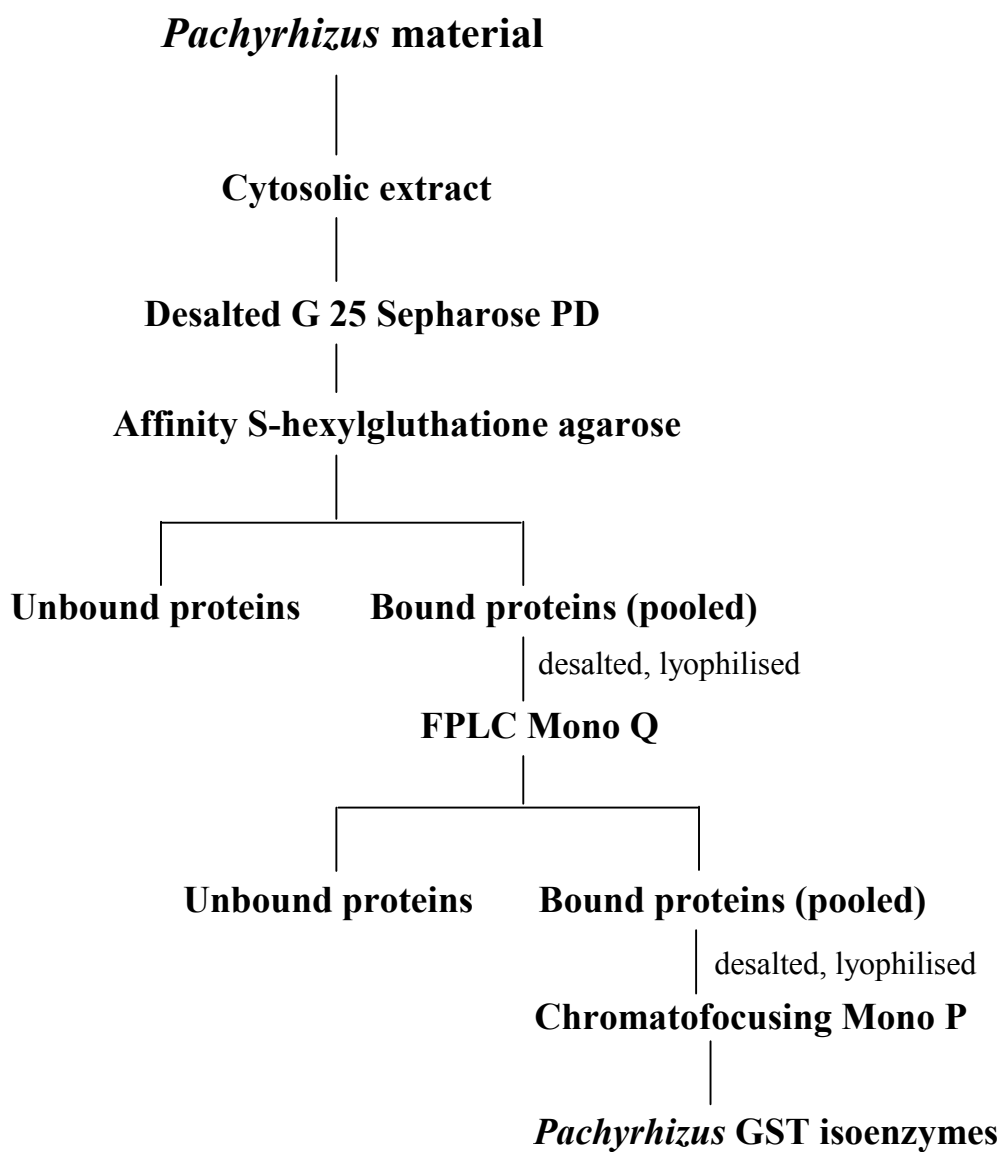 Pachyrhizus material
Cytosolic extract
Desalted G 25 Sepharose PD
Affinity S-hexylgluthatione agarose
Unbound proteins
Bound proteins (pooled)
desalted, lyophilised
FPLC Mono Q
Unbound proteins
Bound proteins (pooled)
desalted, lyophilised
Chromatofocusing Mono P
Pachyrhizus GST isoenzymes